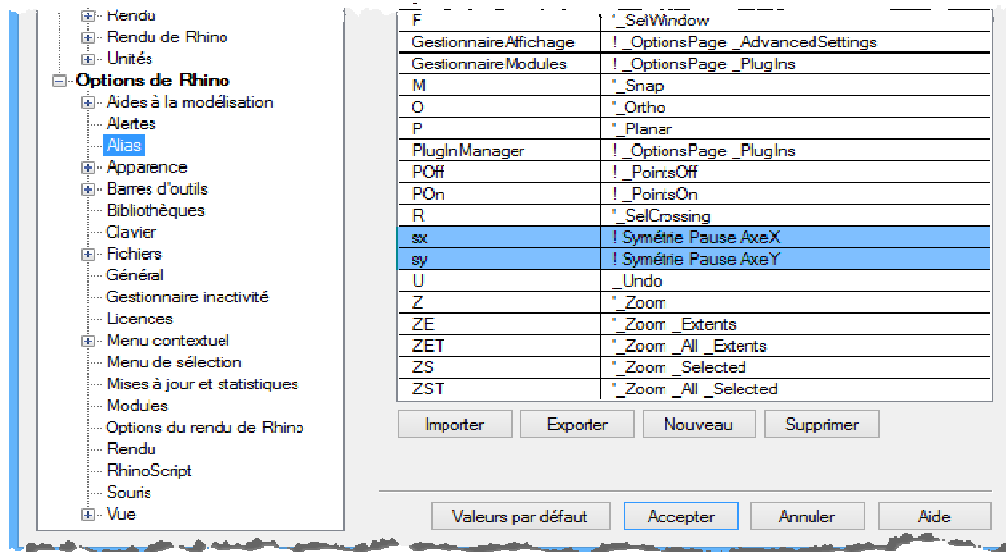 Rendu
Rendu de Rhino
Unités
Options de Rhino
Aides à la modélisation
Alertes
Alias
Apparence
Barres d'outils
Bibliothèques
Clavier
Fichiers
Général
Gestionnaire inactivité
Licences
Menu contextuel
Menu de sélection
Mises à jour et statistiques
Modules
Options du rendu de Rhino
Rendu
RhinoScript
Souris
Vue
F '_SelWindow
GestionnaireAffichage ! _OptionsPage _AdvancedSettings
GestionnaireModules ! _OptionsPage _PlugIns
M '_Snap
O '_Ortho
P '_Planar
PlugInManager ! _OptionsPage _PlugIns
POff ! _PointsOff
POn ! _PointsOn
R '_SelCrossing
sx ! Symétrie Pause AxeX
sy ! Symétrie Pause AxeY
U _Undo
Z '_Zoom
ZE '_Zoom _Extents
ZET '_Zoom _All _Extents
ZS '_Zoom _Selected
ZST '_Zoom _All _Selected
Importer Exporter Nouveau Supprimer
Valeurs par défaut Accepter Annuler Aide